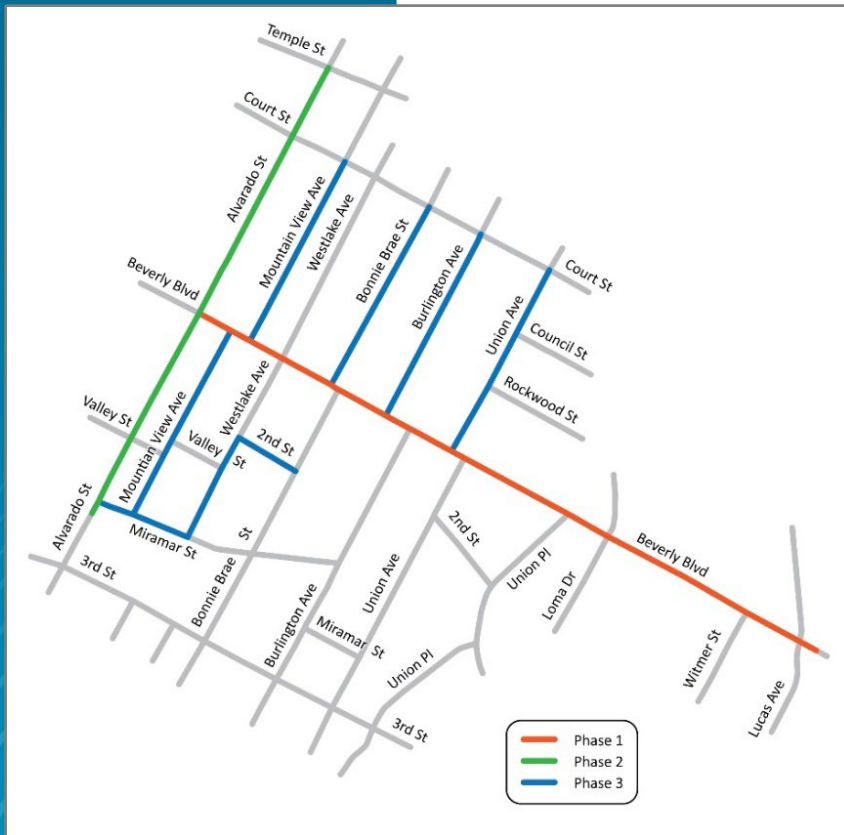 Temple St
Court St
Alvarado St
Mountain View Ave
Westlake Ave
Bonnie Brae St
Burlington Ave
Court St
Beverly Blvd
Union Ave
Council St
Rockwood St
Westlake Ave
Valley St
Mountian View Ave
Valley St
2nd St
Alvarado St
Miramar St
2nd St
Union Pl
Beverly Blvd
3rd St
Bonnie Brae St
Union Ave
Loma Dr
Burlington Ave
Miramar St
Union Pl
Witmer St
Lucas Ave
3rd St
Phase 1
Phase 2
Phase 3